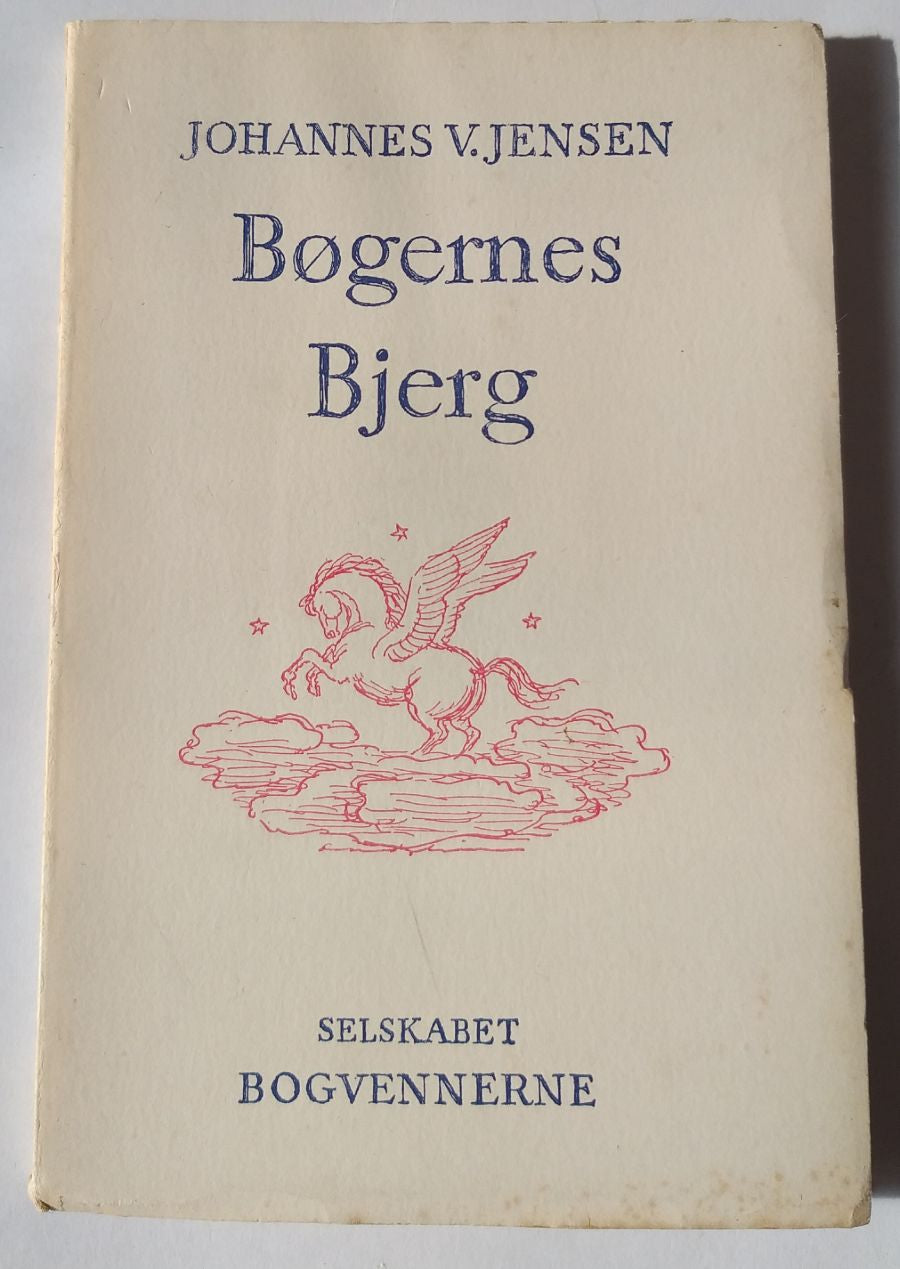 JOHANNES V. JENSEN
Bøgernes
Bjerg
SELSKABET
BOGVENNERNE